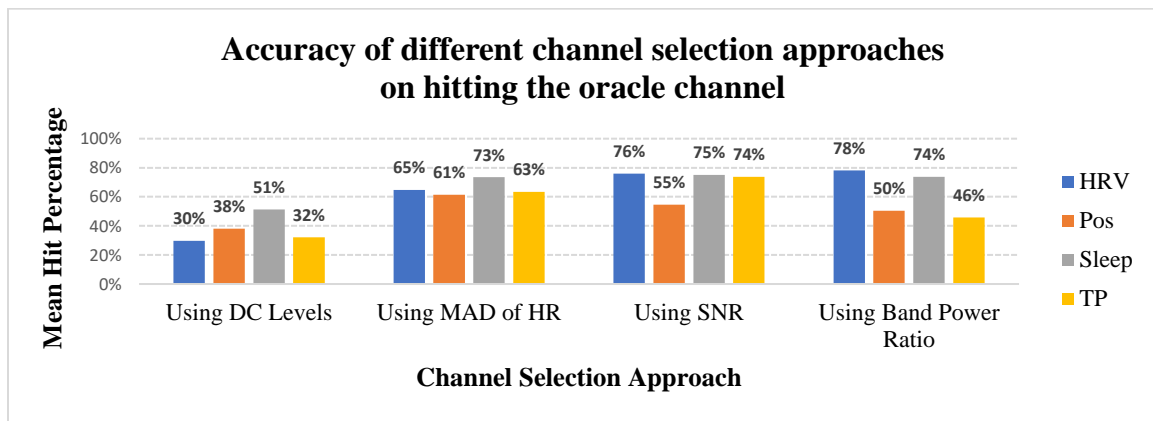 Accuracy of different channel selection approaches
on hitting the oracle channel
Mean Hit Percentage
100%
80%
60%
40%
20%
0%
30%
38%
51%
32%
65%
61%
73%
63%
76%
55%
75%
74%
78%
50%
74%
46%
Using DC Levels
Using MAD of HR
Using SNR
Using Band Power
Ratio
Channel Selection Approach
HRV
Pos
Sleep
TP